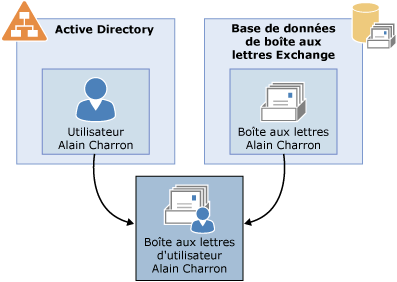 Active Directory
Base de données
de boîte aux
lettres Exchange
Utilisateur
Alain Charron
Boîte aux lettres
Alain Charron
Boîte aux lettres
d'utilisateur
Alain Charron